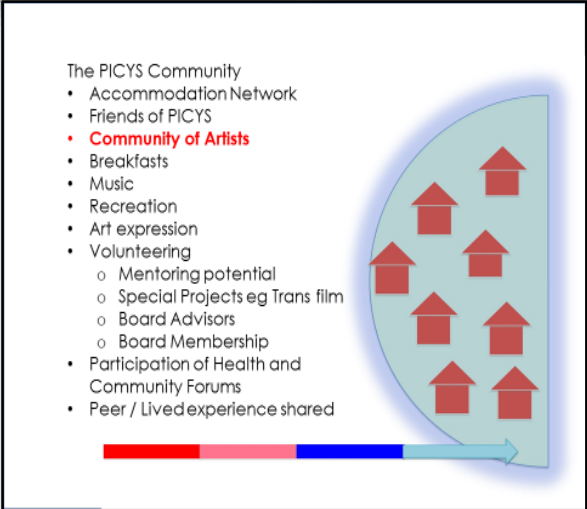 The PICYS Community
• Accommodation Network
• Friends of PICYS
• Community of Artists
• Breakfasts
• Music
• Recreation
• Art expression
• Volunteering
o Mentoring potential
o Special Projects eg Trans film
o Board Advisors
o Board Membership
• Participation of Health and
Community Forums
• Peer / Lived experience shared